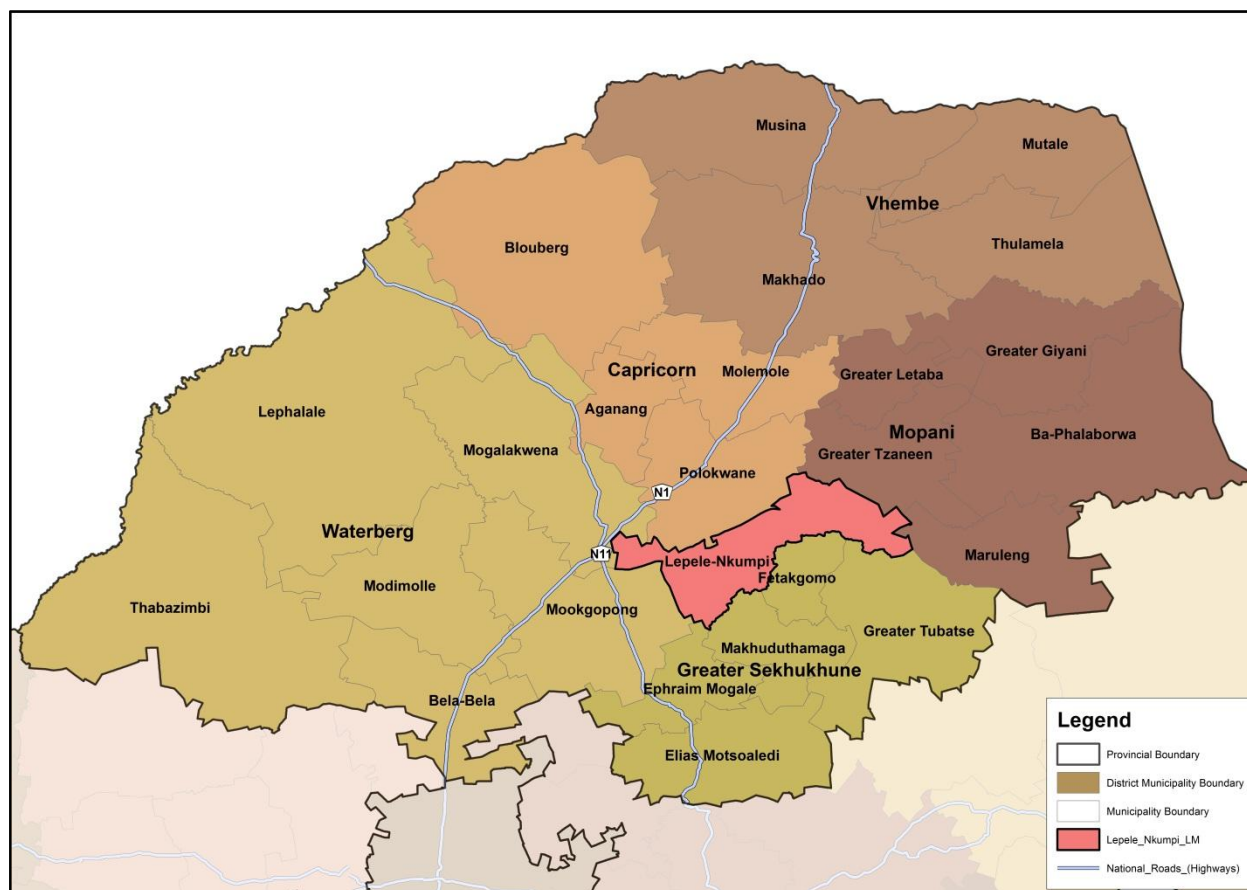 Musina
Mutale
Vhembe
Blouberg
Thulamela
Makhado
Greater Giyani
Capricorn
Molemole
Greater Letaba
Lephalale
Aganang
Mopani
Ba-Phalaborwa
Mogalakwena
Greater Tzaneen
Polokwane
N1
Waterberg
N11
Lepele-Nkumpi
Maruleng
Fetakgomo
Modimolle
Thabazimbi
Mookgopong
Greater Tubatse
Makhuduthamaga
Greater Sekhukhune
Ephraim Mogale
Bela-Bela
Elias Motsoaledi
Legend
Provincial Boundary
District Municipality Boundary
Municipality Boundary
Lepele_Nkumpi_LM
National_Roads_(Highways)